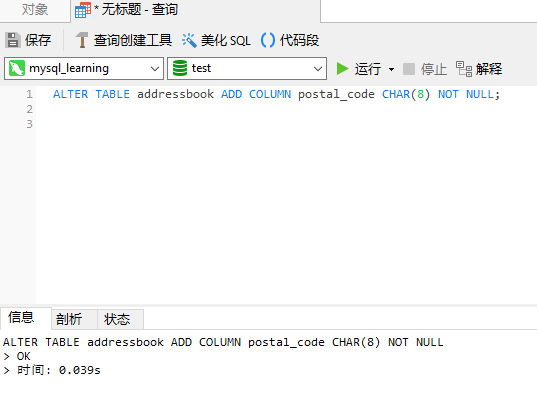 对象 * 无标题 - 查询
保存 查询创建工具 美化 SQL () 代码段
mysql_learning test 运行 停止 解释
1 ALTER TABLE addressbook ADD COLUMN postal_code CHAR(8) NOT NULL;
2
3
信息 剖析 状态
ALTER TABLE addressbook ADD COLUMN postal_code CHAR(8) NOT NULL
> OK
> 时间: 0.039s